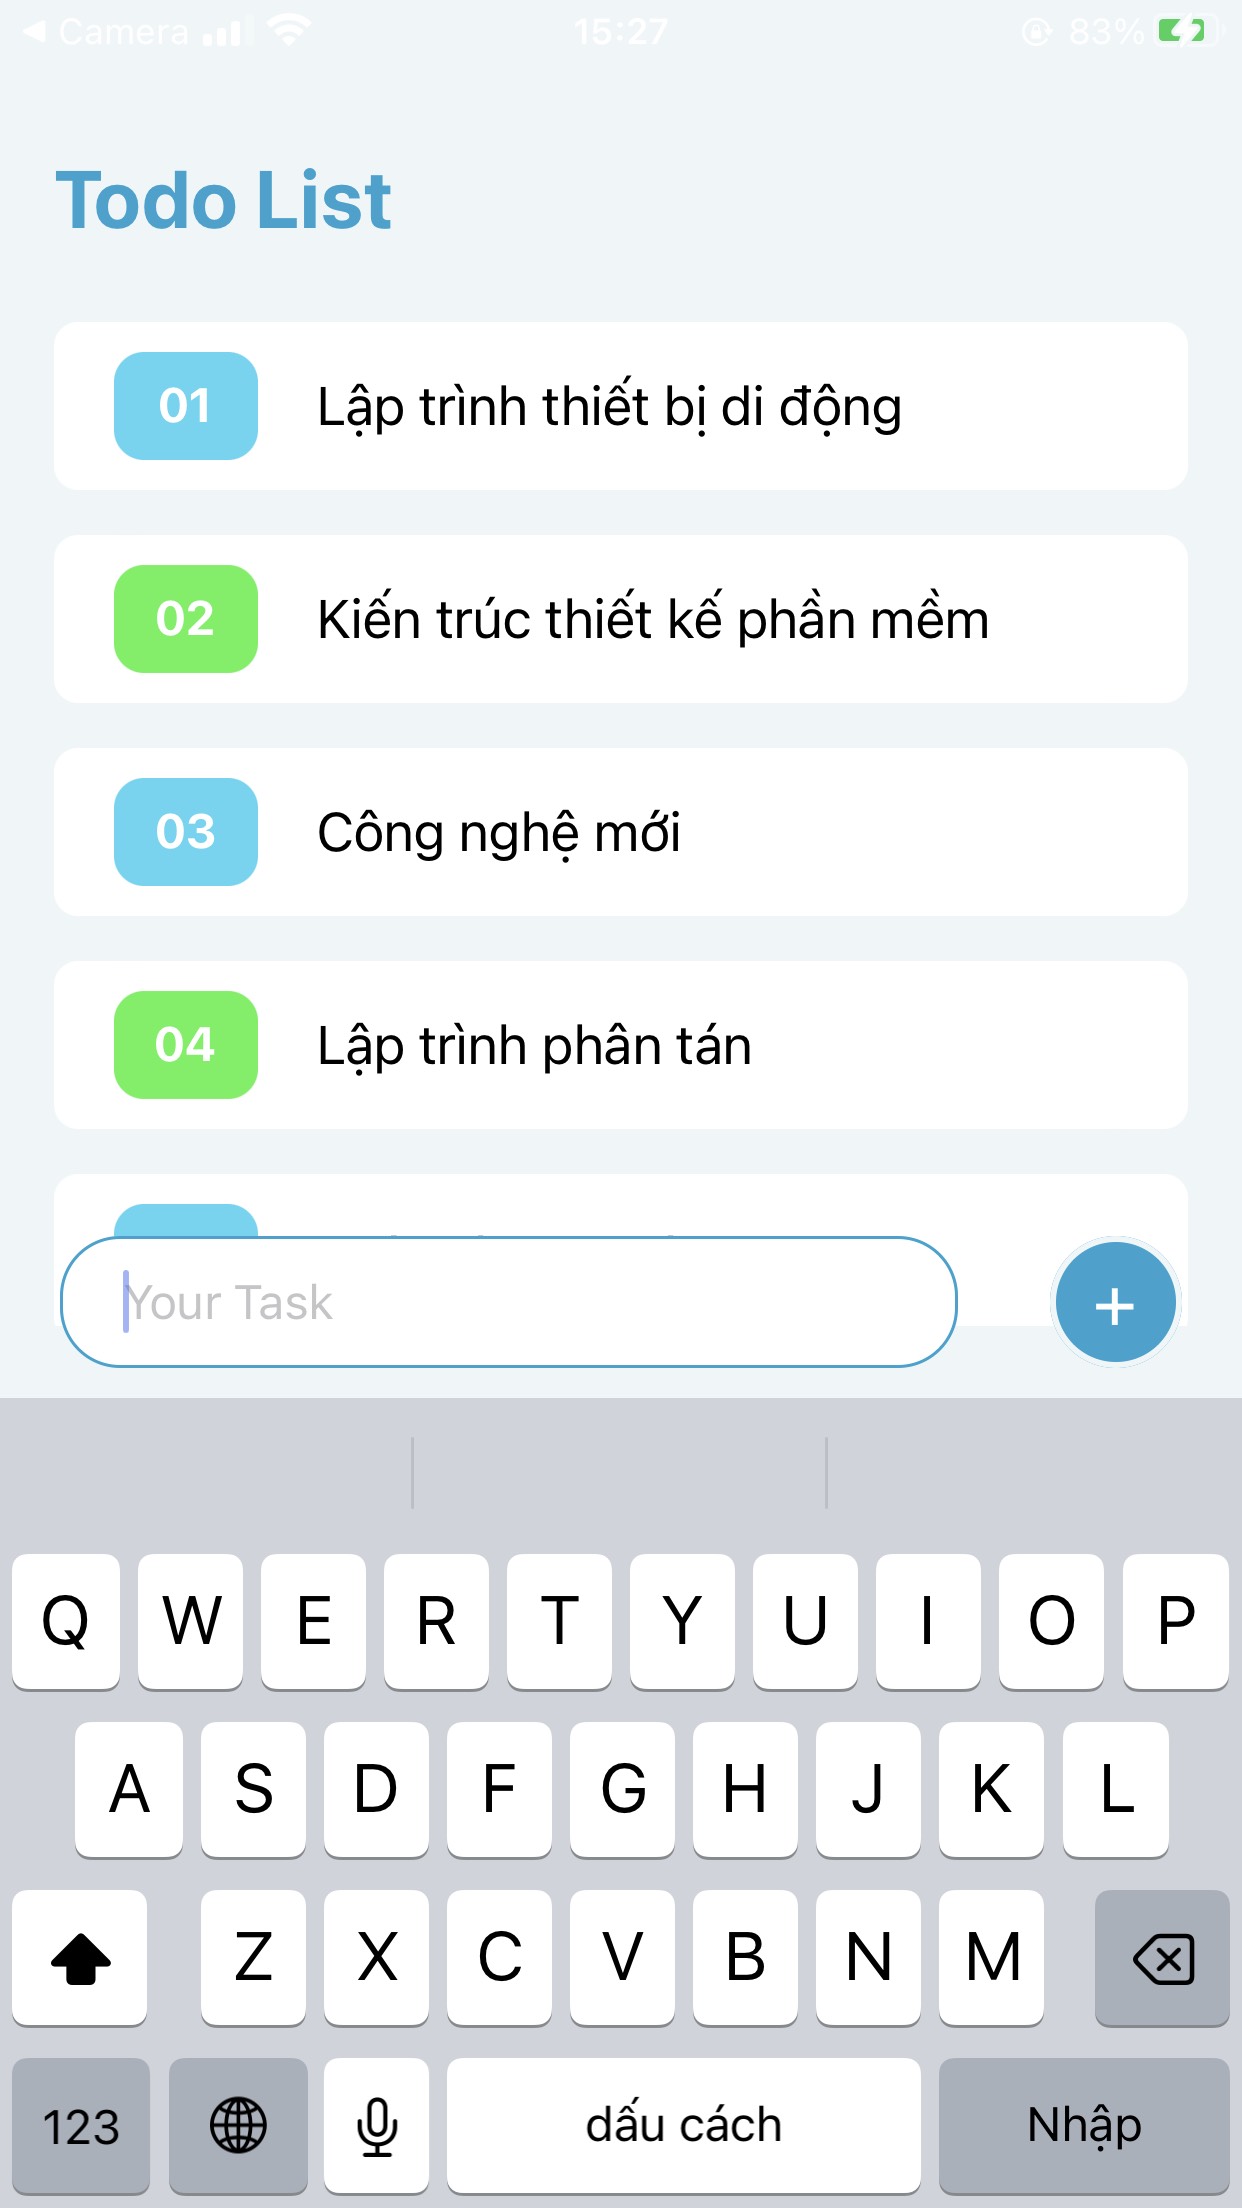 Camera 15:27 83%
Todo List
01 Lập trình thiết bị di động
02 Kiến trúc thiết kế phần mềm
03 Công nghệ mới
04 Lập trình phân tán
Your Task +
Q W E R T Y U I O P
A S D F G H J K L
Z X C V B N M
123 dấu cách Nhập